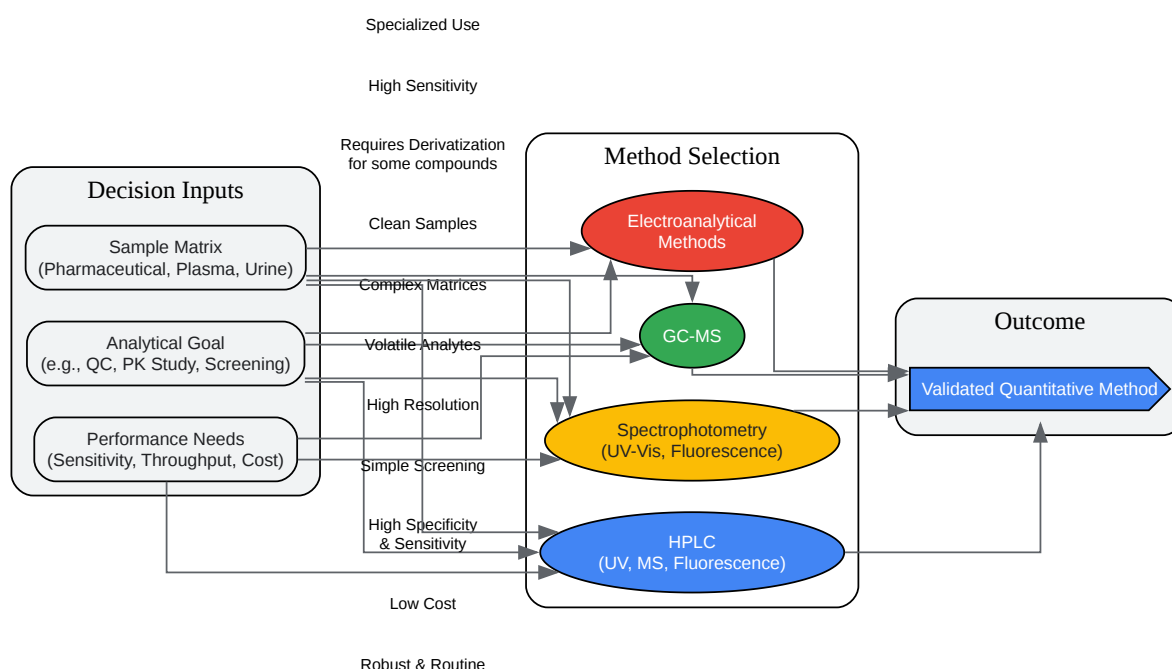 Specialized Use
High Sensitivity
Requires Derivatization
for some compounds
Clean Samples
Complex Matrices
Volatile Analytes
High Resolution
Simple Screening
High Specificity
& Sensitivity
Low Cost
Robust & Routine
Decision Inputs
Sample Matrix
(Pharmaceutical, Plasma, Urine)
Analytical Goal
(e.g., QC, PK Study, Screening)
Performance Needs
(Sensitivity, Throughput, Cost)
Method Selection
Electroanalytical
Methods
GC-MS
Spectrophotometry
(UV-Vis, Fluorescence)
HPLC
(UV, MS, Fluorescence)
Outcome
Validated Quantitative Method